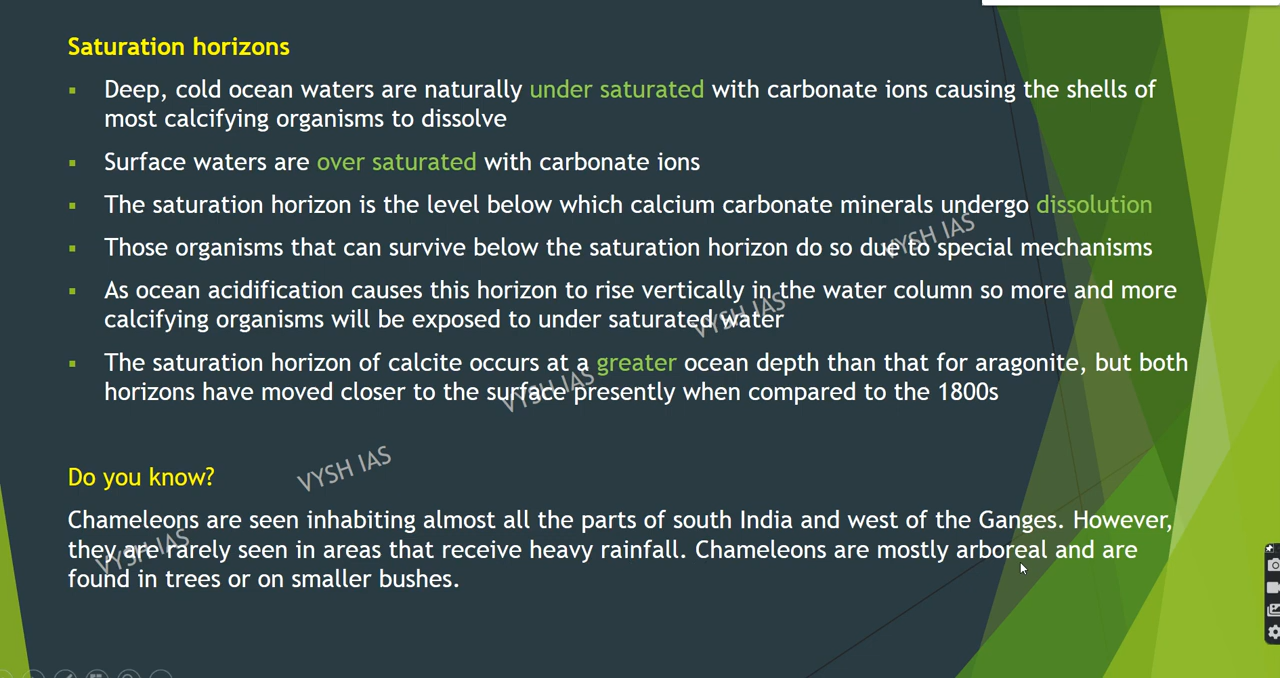 Saturation horizons
Deep, cold ocean waters are naturally under saturated with carbonate ions causing the shells of
most calcifying organisms to dissolve
Surface waters are over saturated with carbonate ions
The saturation horizon is the level below which calcium carbonate minerals undergo dissolution
Those organisms that can survive below the saturation horizon do so due to special mechanisms
As ocean acidification causes this horizon to rise vertically in the water column so more and more
calcifying organisms will be exposed to under saturated water
The saturation horizon of calcite occurs at a greater ocean depth than that for aragonite, but both
horizons have moved closer to the surface presently when compared to the 1800s
Do you know?
Chameleons are seen inhabiting almost all the parts of south India and west of the Ganges. However,
they are rarely seen in areas that receive heavy rainfall. Chameleons are mostly arboreal and are
found in trees or on smaller bushes.
VYSH IAS
VYSH IAS
VYSH IAS
VYSH IAS
VYSH IAS